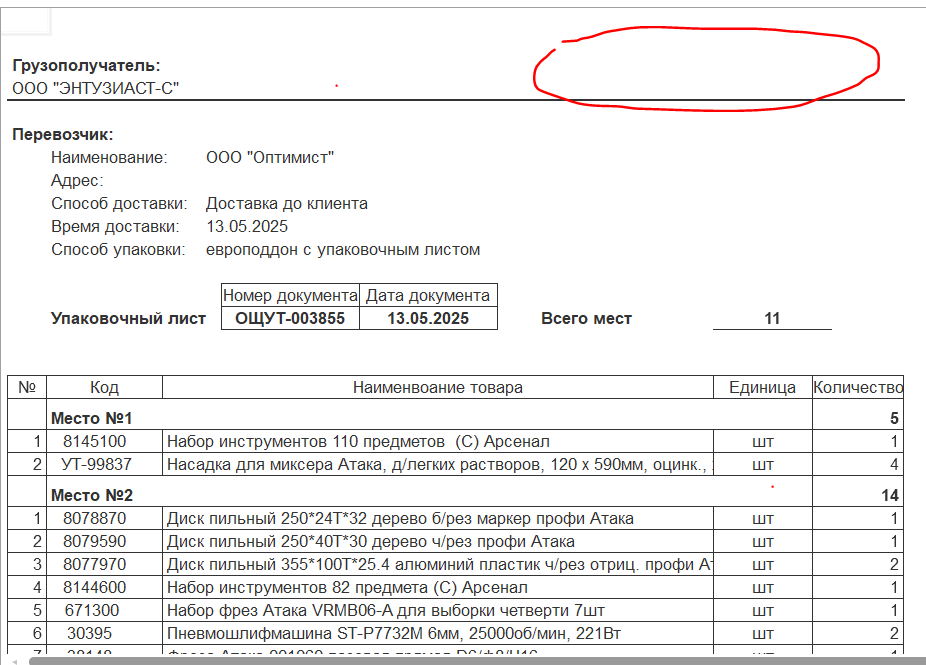 Грузополучатель:
ООО "ЭНТУЗИАСТ-С"
Перевозчик:
Наименование: ООО "Оптимист"
Адрес:
Способ доставки: Доставка до клиента
Время доставки: 13.05.2025
Способ упаковки: европоддон с упаковочным листом
Номер документа Дата документа
Упаковочный лист ОЩУТ-003855 13.05.2025 Всего мест 11
№ Код Наименвоание товара Единица Количество
Место №1 5
1 8145100 Набор инструментов 110 предметов (С) Арсенал шт 1
2 УТ-99837 Насадка для миксера Атака, д/легких растворов, 120 х 590мм, оцинк., шт 4
Место №2 14
1 8078870 Диск пильный 250*24Т*32 дерево б/рез маркер профи Атака шт 1
2 8079590 Диск пильный 250*40Т*30 дерево ч/рез профи Атака шт 1
3 8077970 Диск пильный 355*100Т*25.4 алюминий пластик ч/рез отриц. профи Ат шт 2
4 8144600 Набор инструментов 82 предмета (С) Арсенал шт 1
5 671300 Набор фрез Атака VRMB06-A для выборки четверти 7шт шт 1
6 30395 Пневмошлифмашина ST-P7732M 6мм, 25000об/мин, 221Вт шт 2